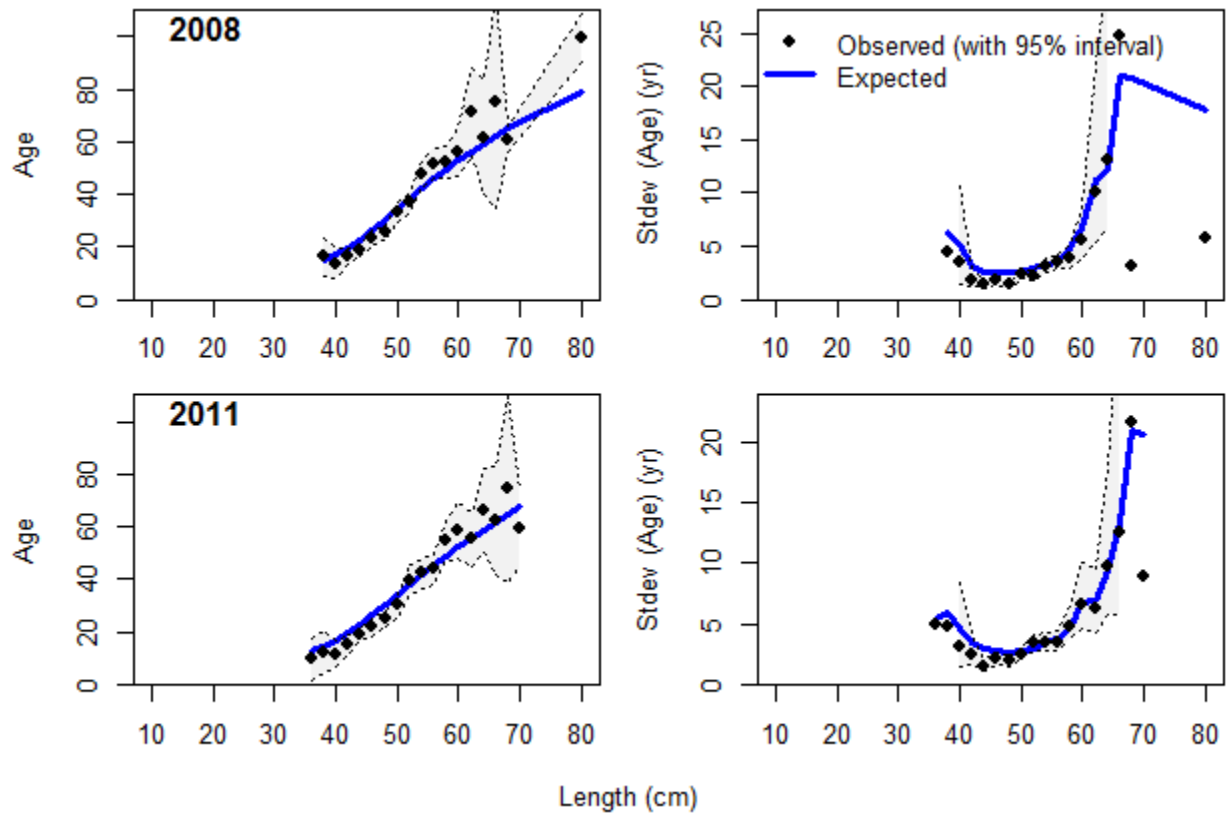 2008
Age
0 20 40 60 80
10 20 30 40 50 60 70 80
Stdev (Age) (yr)
0 5 10 15 20 25
Observed (with 95% interval)
Expected
10 20 30 40 50 60 70 80
2011
Age
0 20 40 60 80
10 20 30 40 50 60 70 80
Stdev (Age) (yr)
0 5 10 15 20
10 20 30 40 50 60 70 80
Length (cm)